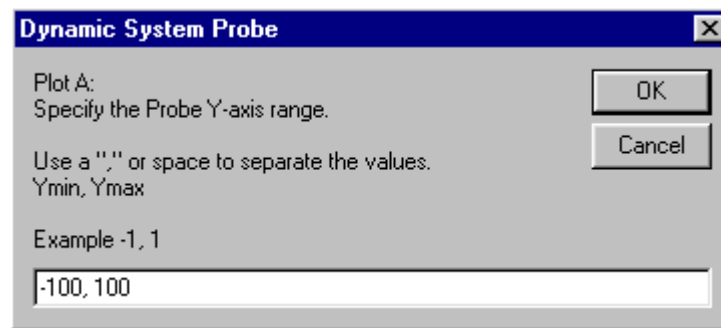 Dynamic System Probe
Plot A:
Specify the Probe Y-axis range.
OK
Cancel
Use a "," or space to separate the values.
Ymin, Ymax
Example -1, 1
-100, 100